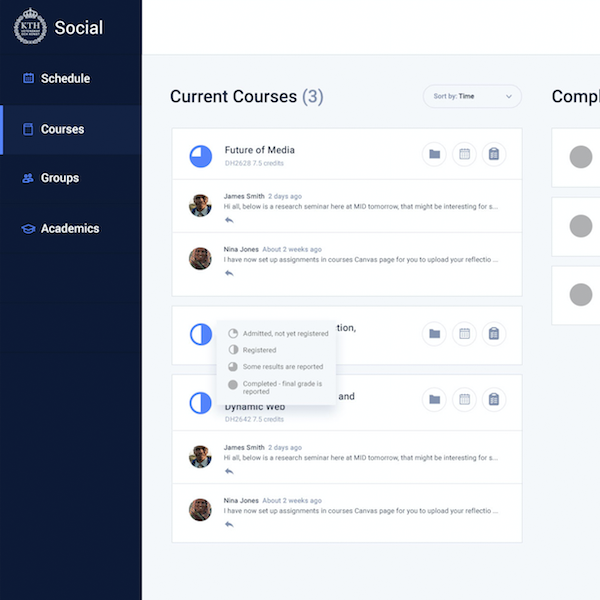 KTH
Social
Schedule
Courses
Groups
Academics
Current Courses (3)
Sort by: Time
Compl
Future of Media
DH2628 7.5 credits
James Smith 2 days ago
Hi all, below is a research seminar here at MID tomorrow, that might be interesting for s...
Nina Jones About 2 weeks ago
I have now set up assignments in courses Canvas page for you to upload your reflectio ...
tion,
Admitted, not yet registered
Registered
Some results are reported
Completed - final grade is
reported
and
Dynamic Web
DH2642 7.5 credits
James Smith 2 days ago
Hi all, below is a research seminar here at MID tomorrow, that might be interesting for s...
Nina Jones About 2 weeks ago
I have now set up assignments in courses Canvas page for you to upload your reflectio ...